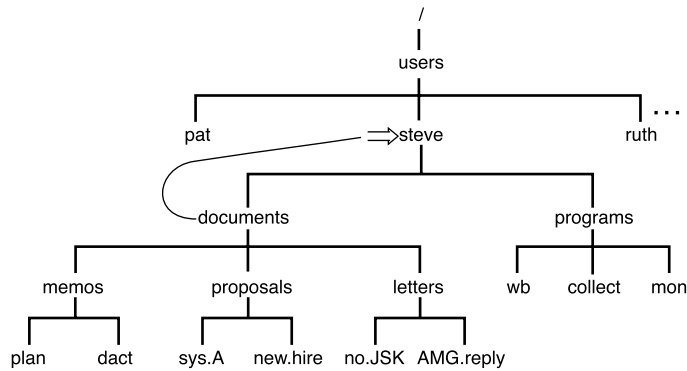 /
users
pat steve ruth ...
documents programs
memos proposals letters wb collect mon
plan dact sys.A new.hire no.JSK AMG.reply